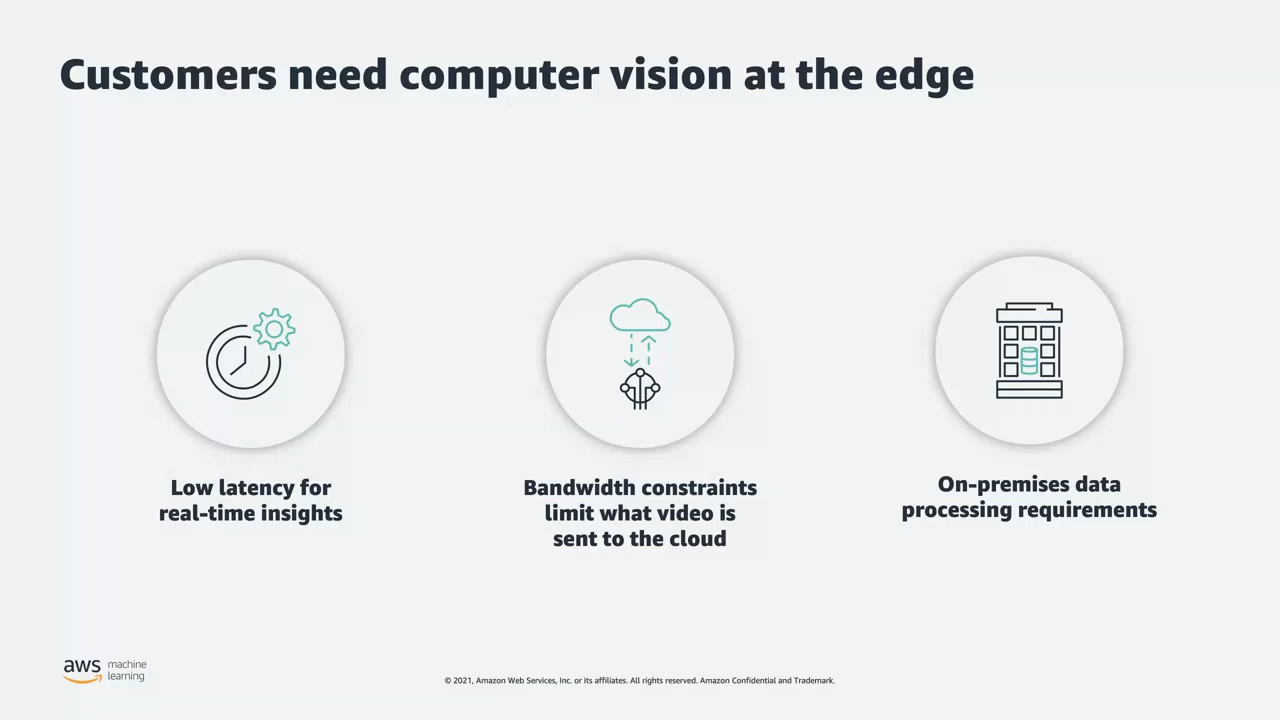 Customers need computer vision at the edge
Low latency for
real-time insights
Bandwidth constraints
limit what video is
sent to the cloud
On-premises data
processing requirements
aws machine
learning
© 2021, Amazon Web Services, Inc. or its affiliates. All rights reserved. Amazon Confidential and Trademark.